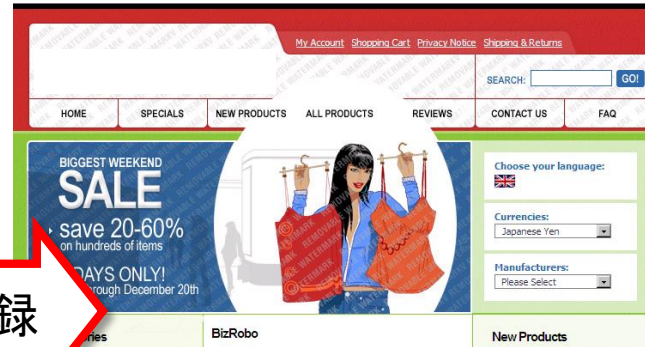 My Account Shopping Cart Privacy Notice Shipping & Returns
SEARCH: GO!
HOME SPECIALS NEW PRODUCTS ALL PRODUCTS REVIEWS CONTACT US FAQ
BIGGEST WEEKEND
SALE
save 20-60%
on hundreds
of items
DAYS ONLY!
through December 20th
Choose your language:
Currencies:
Japanese Yen
Manufacturers:
Please Select
録
BizRobo
New Products